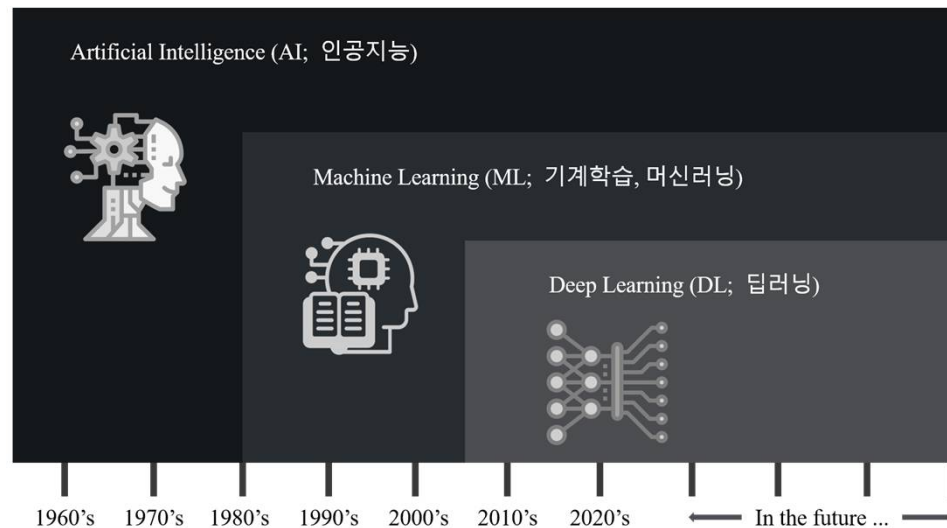 Artificial Intelligence (AI; 인공지능)
Machine Learning (ML; 기계학습, 머신러닝)
Deep Learning (DL; 딥러닝)
1960’s 1970’s 1980’s 1990’s 2000’s 2010’s 2020’s In the future ...